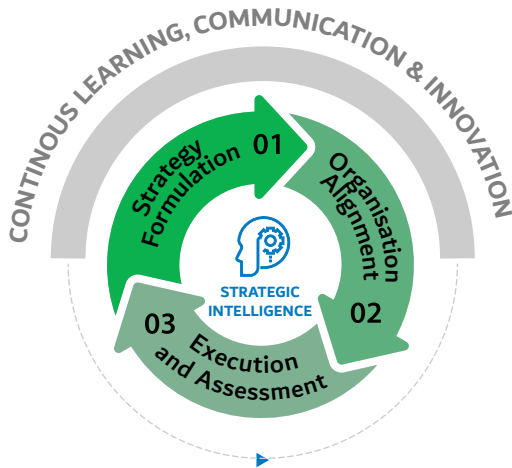 CONTINOUS LEARNING, COMMUNICATION & INNOVATION
Strategy
Formulation
01
Organisation
Alignment
02
03
Execution
and Assessment
STRATEGIC
INTELLIGENCE